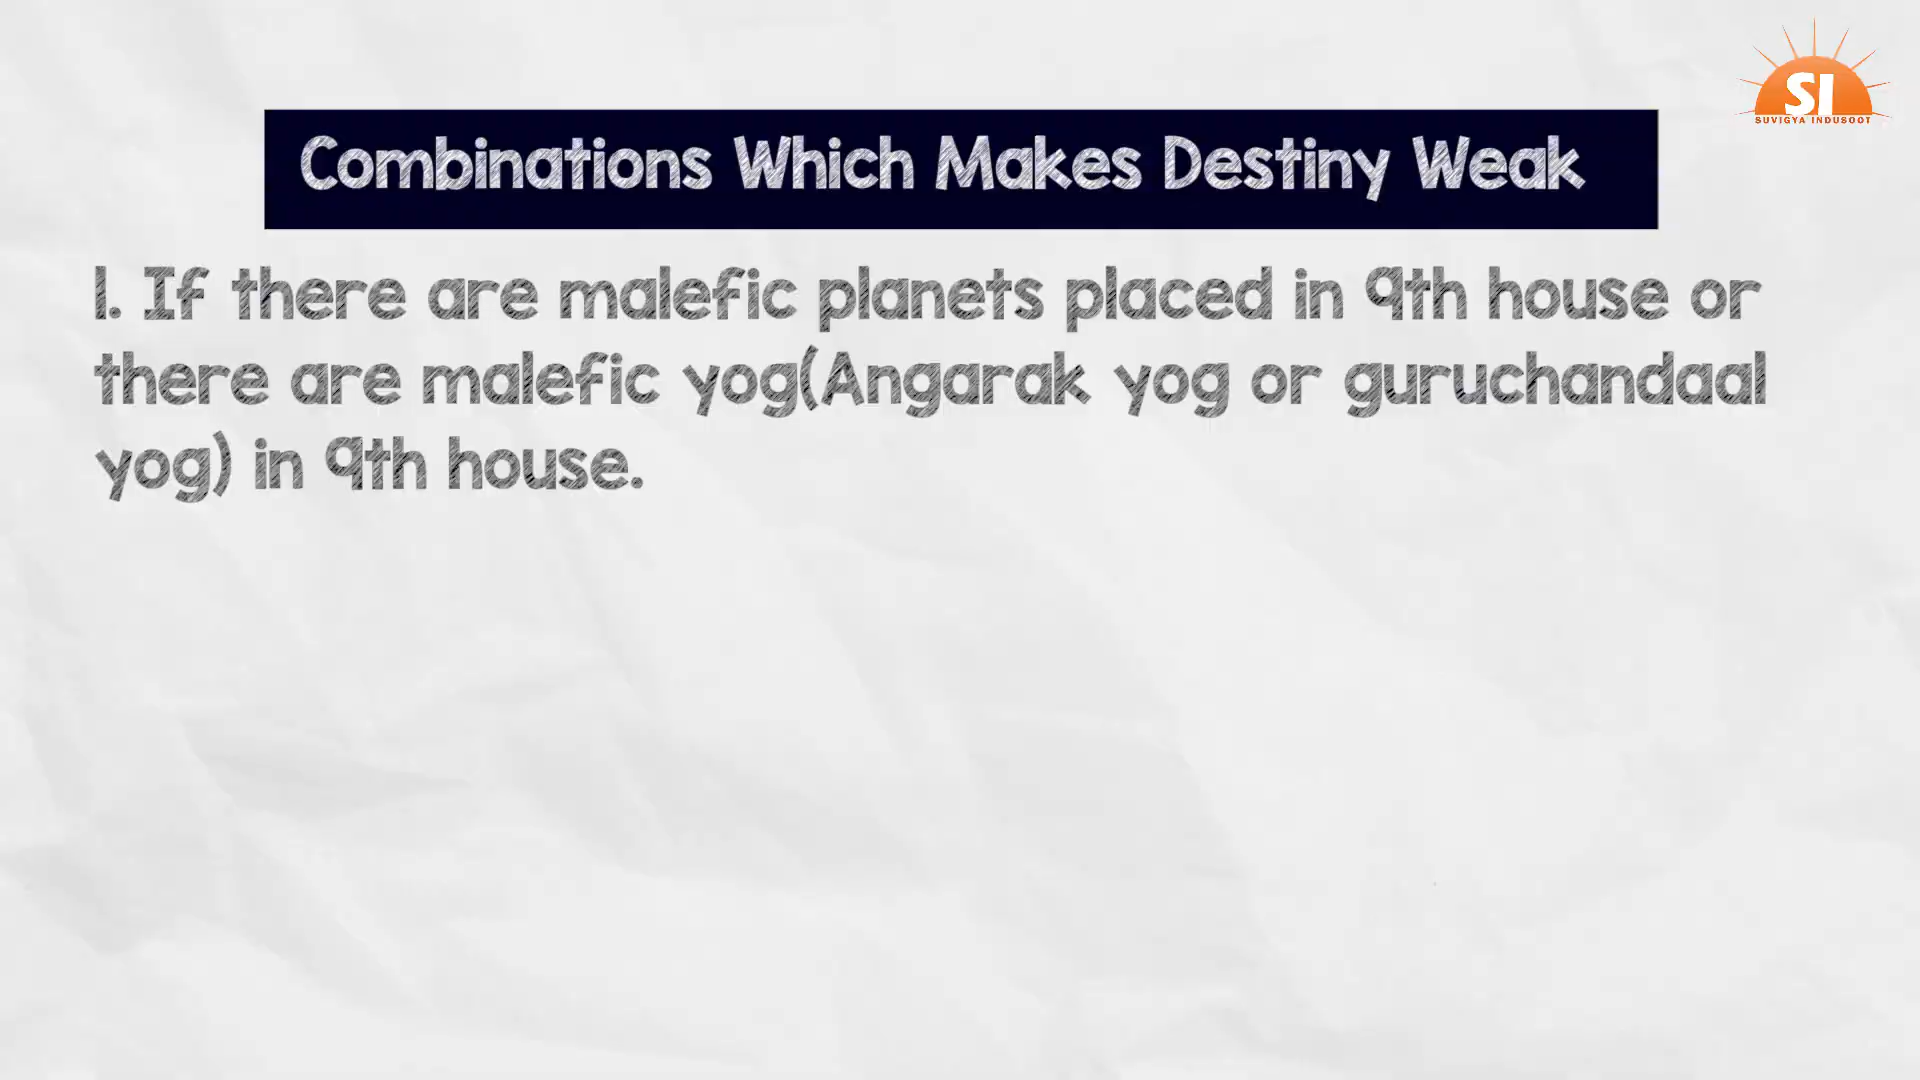 SI
SUVIGYA INDUSOOT
Combinations Which Makes Destiny Weak
1. If there are malefic planets placed in 9th house or
there are malefic yog(Angarak yog or guruchandaal
yog) in 9th house.